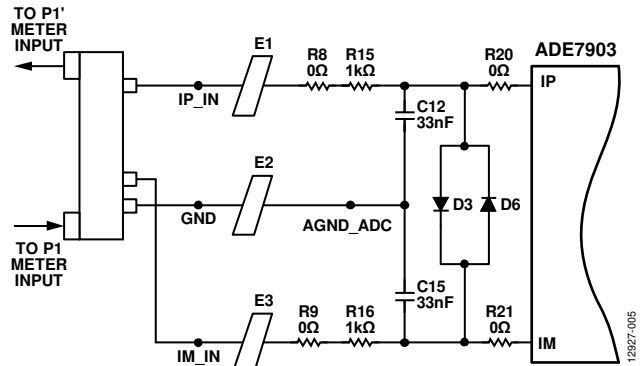 TO P1'
METER
INPUT
E1
R8
0Ω
R15
1kΩ
R20
0Ω
ADE7903
IP_IN
IP
C12
33nF
E2
D3
D6
GND
AGND_ADC
TO P1
METER
INPUT
C15
33nF
E3
R9
0Ω
R16
1kΩ
R21
0Ω
IM_IN
IM
12927-005